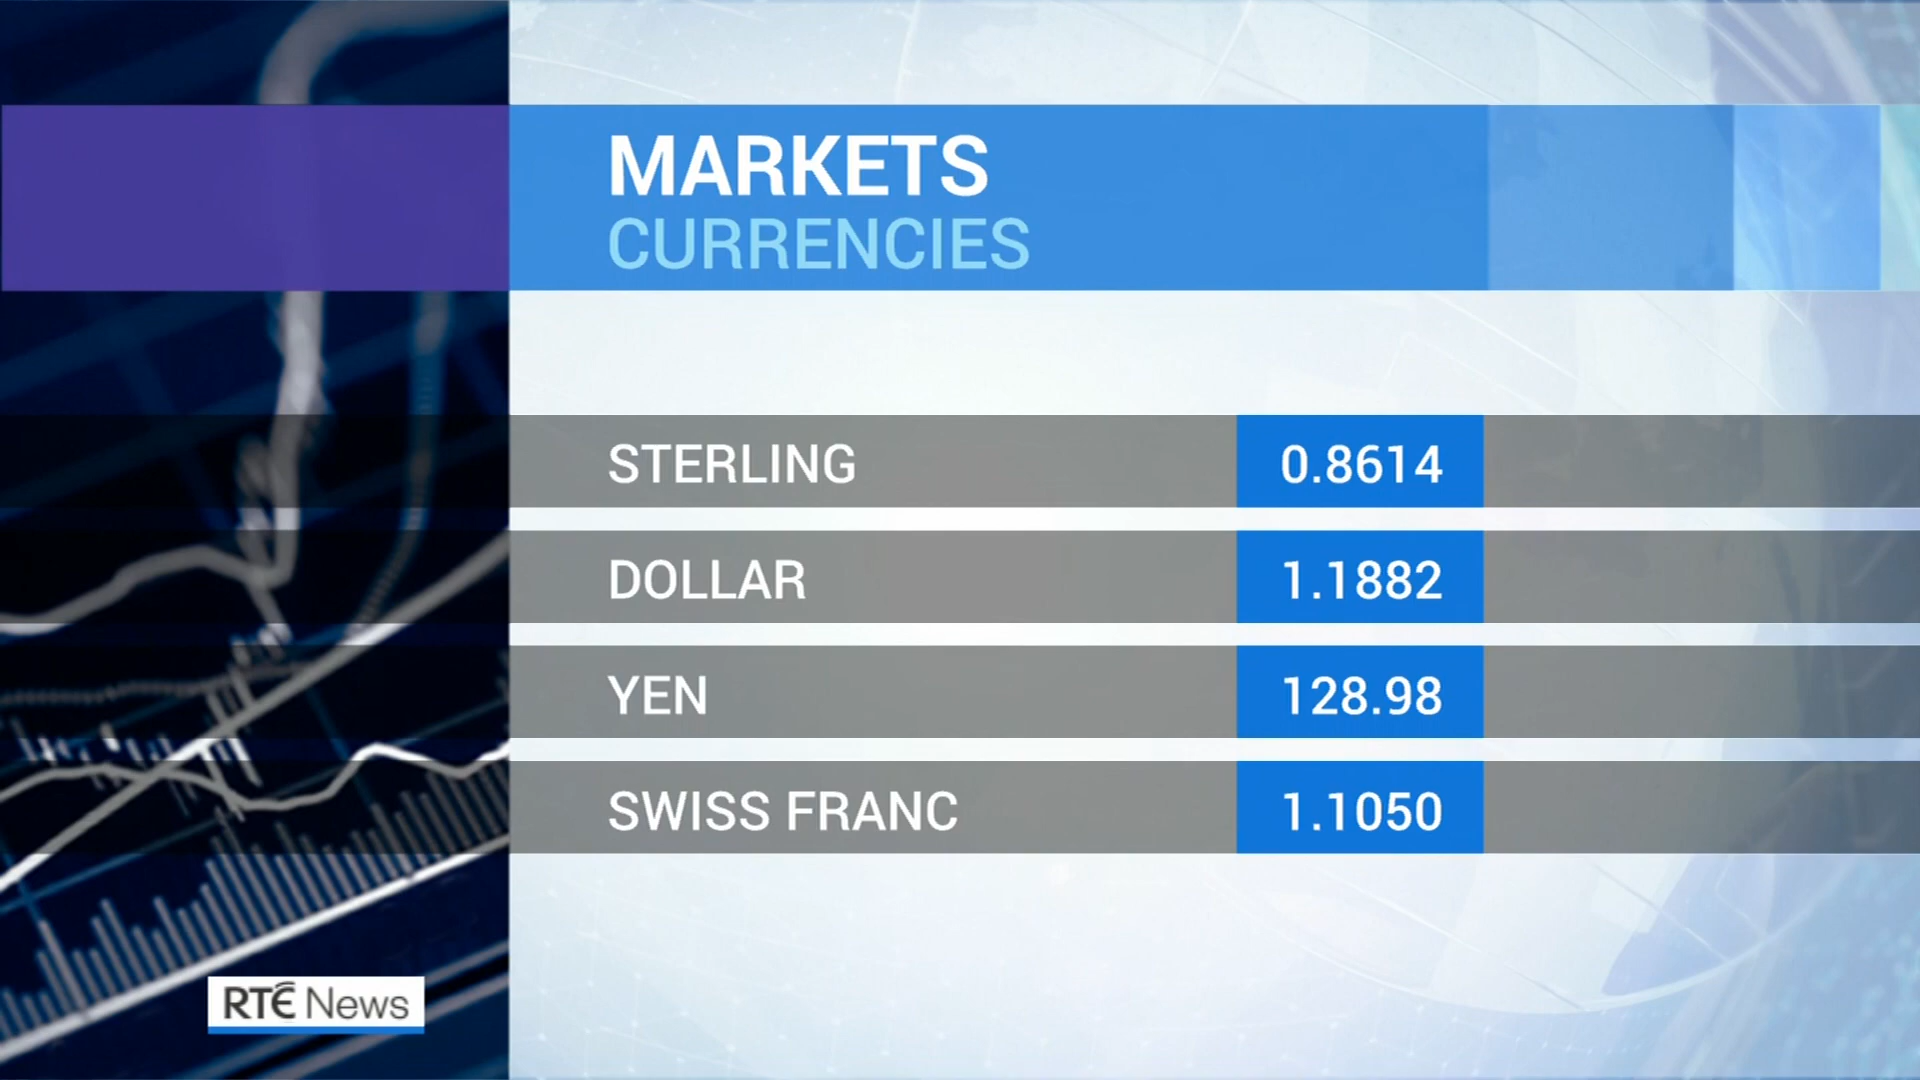 MARKETS
CURRENCIES
STERLING 0.8614
DOLLAR 1.1882
YEN 128.98
SWISS FRANC 1.1050
RTÉ News